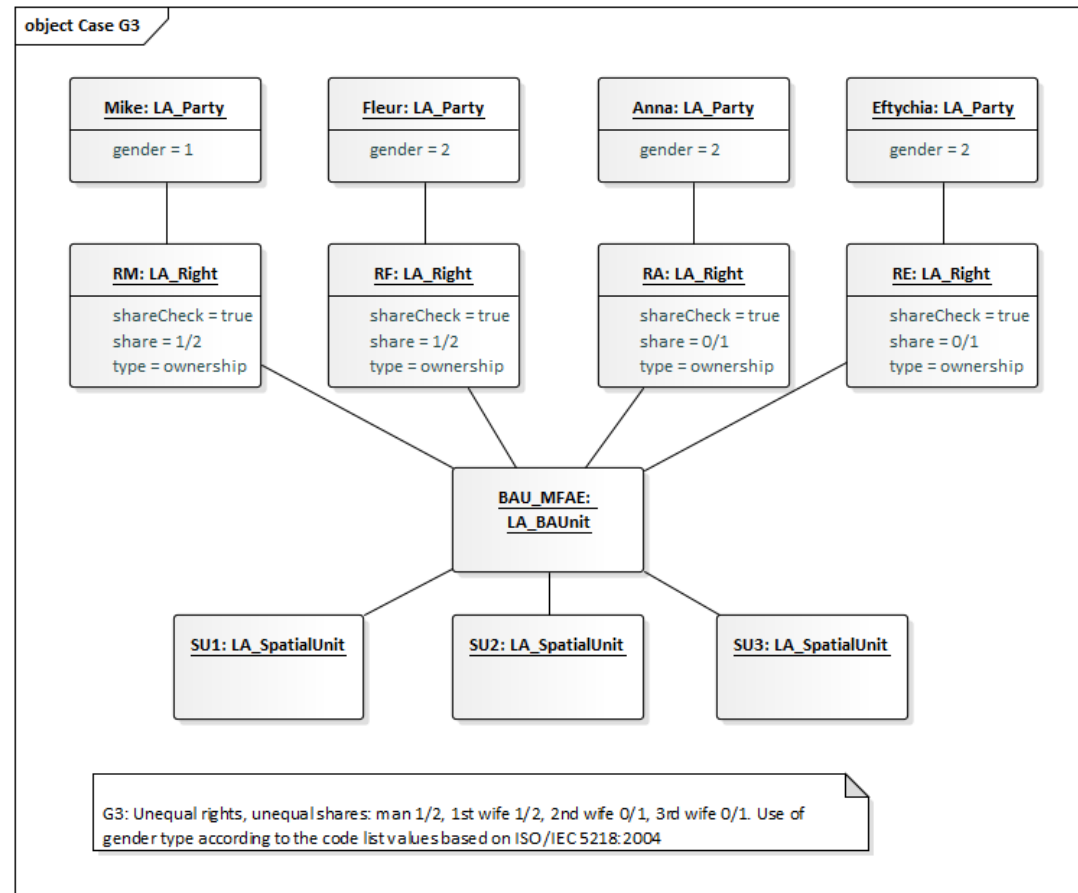 object Case G3
Mike: LA_Party
gender = 1
Fleur: LA_Party
gender = 2
Anna: LA_Party
gender = 2
Eftychia: LA_Party
gender = 2
RM: LA_Right
shareCheck = true
share = 1/2
type = ownership
RF: LA_Right
shareCheck = true
share = 1/2
type = ownership
RA: LA_Right
shareCheck = true
share = 0/1
type = ownership
RE: LA_Right
shareCheck = true
share = 0/1
type = ownership
BAU_MFAE:
LA_BAUnit
SU1: LA_SpatialUnit
SU2: LA_SpatialUnit
SU3: LA_SpatialUnit
G3: Unequal rights, unequal shares: man 1/2, 1st wife 1/2, 2nd wife 0/1, 3rd wife 0/1. Use of
gender type according to the code list values based on ISO/IEC 5218:2004